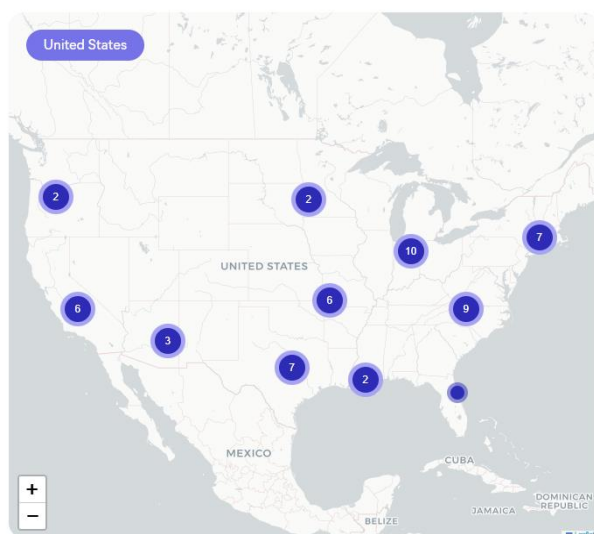 United States
2
2
7
10
UNITED STATES
6
6
9
3
7
2
MEXICO
CUBA
+
DOMINICAN
REPUBLIC
JAMAICA
−
BELIZE